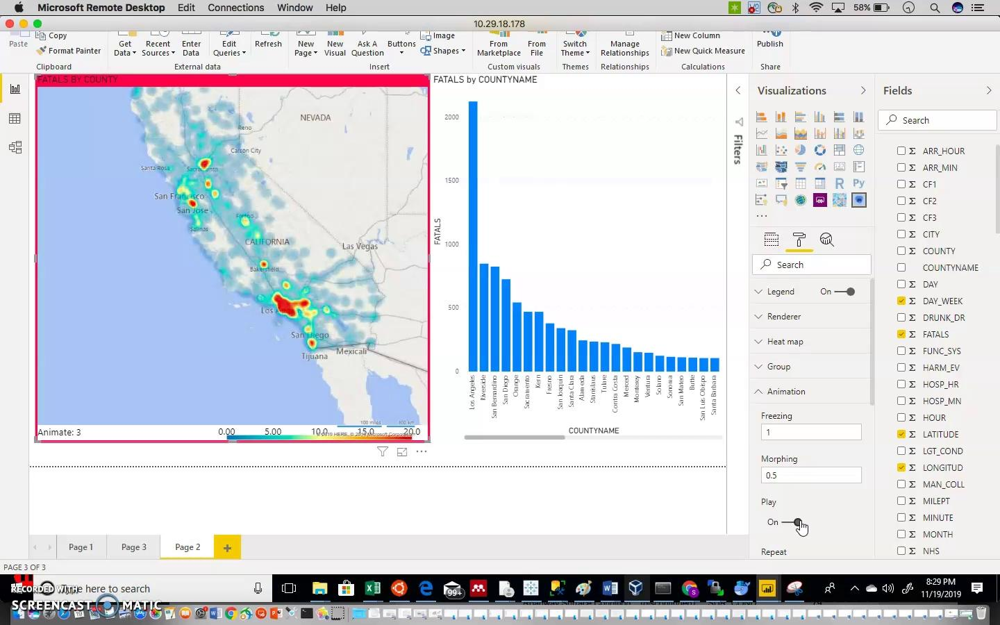 Microsoft Remote Desktop Edit Connections Window Help
58%
10.29.18.178
Paste Copy Format Painter
Clipboard
Get Data Recent Sources Enter Data Edit Queries Refresh
External data
New Page New Visual Ask A Question Buttons Image Shapes
Insert
From Marketplace From File
Custom visuals
Switch Theme
Themes
Manage Relationships
Relationships
New Column
New Quick Measure
Calculations
Publish
Share
FATALS BY COUNTY
NEVADA
Reno
Carson City
Santa Rosa
Sacramento
San Francisco
San Jose
Salinas
Fresno
CALIFORNIA
Las Vegas
Bakersfield
San Diego
Tijuana
Mexicali
100 miles
Animate: 3
0.00 5.00 10.0 15.0 20.0
© 2019 HERE, © 2019 Microsoft Corporation
FATALS by COUNTYNAME
2000
1500
1000
500
0
FATALS
Los Angeles
Riverside
San Bernardino
San Diego
Orange
Sacramento
Kern
Fresno
San Joaquin
Santa Clara
Alameda
Stanislaus
Tulare
Contra Costa
Merced
Monterey
Ventura
Solano
Sonoma
San Mateo
Butte
San Luis Obispo
Santa Barbara
COUNTYNAME
Filters
Visualizations
R Py
Search
Legend On
Renderer
Heat map
Group
Animation
Freezing
1
Morphing
0.5
Play
On
Repeat
Fields
Search
ARR_HOUR
ARR_MIN
CF1
CF2
CF3
CITY
COUNTY
COUNTYNAME
DAY
DAY_WEEK
DRUNK_DR
FATALS
FUNC_SYS
HARM_EV
HOSP_HR
HOSP_MN
HOUR
LATITUDE
LGT_COND
LONGITUD
MAN_COLL
MILEPT
MINUTE
MONTH
NHS
Page 1 Page 3 Page 2
PAGE 3 OF 3
here to search
99+
8:29 PM
11/19/2019
RECORDED WITH
SCREENCAST MATIC